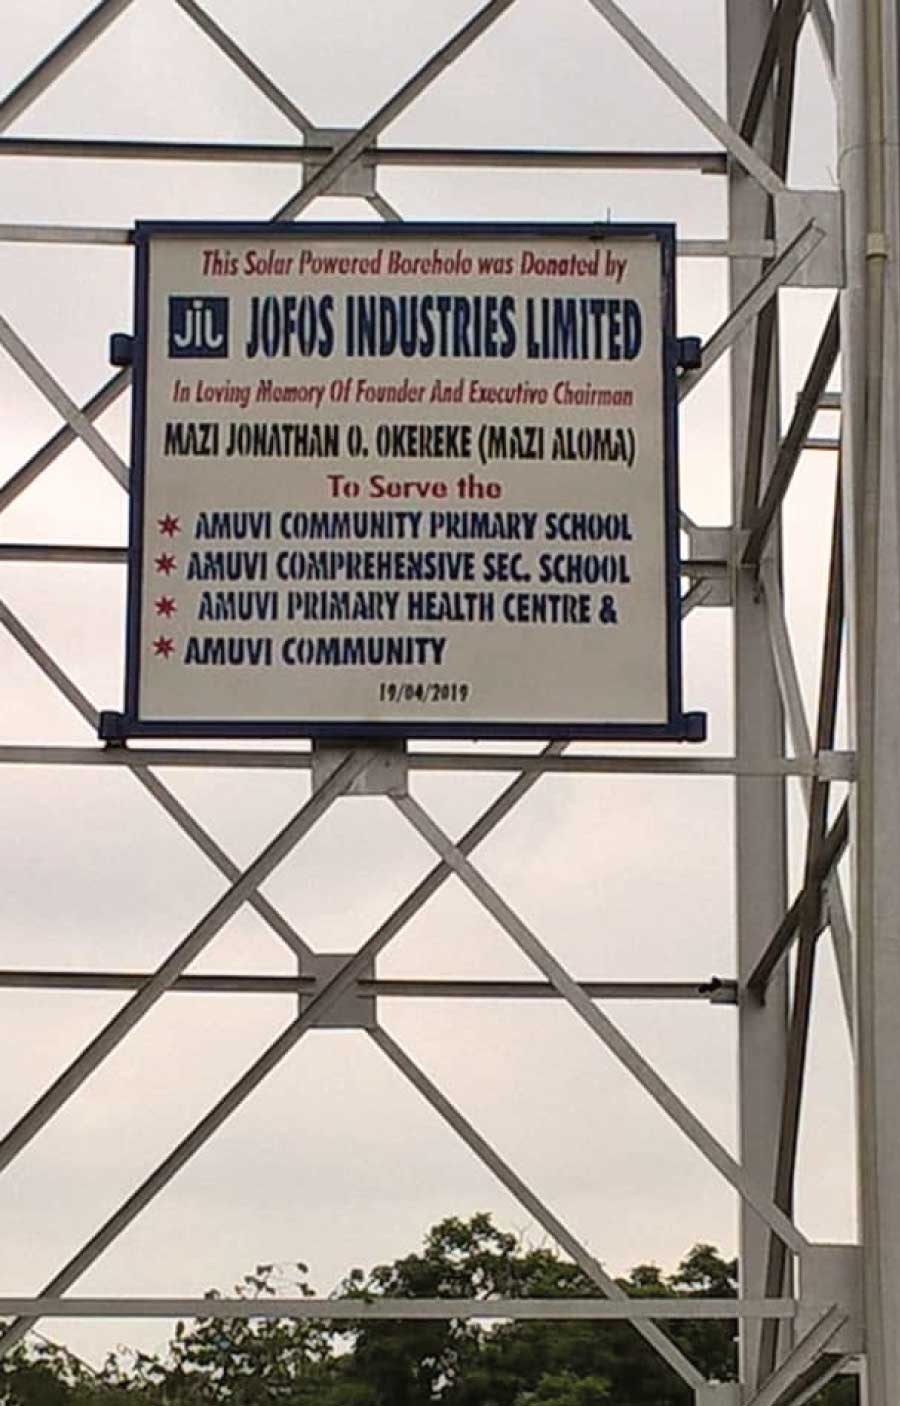 This Solar Powered Borehole was Donated by
JIL JOFOS INDUSTRIES LIMITED
In Loving Memory Of Founder And Executive Chairman
MAZI JONATHAN O. OKEREKE (MAZI ALOMA)
To Serve the
AMUVI COMMUNITY PRIMARY SCHOOL
AMUVI COMPREHENSIVE SEC. SCHOOL
AMUVI PRIMARY HEALTH CENTRE &
AMUVI COMMUNITY
19/04/2019